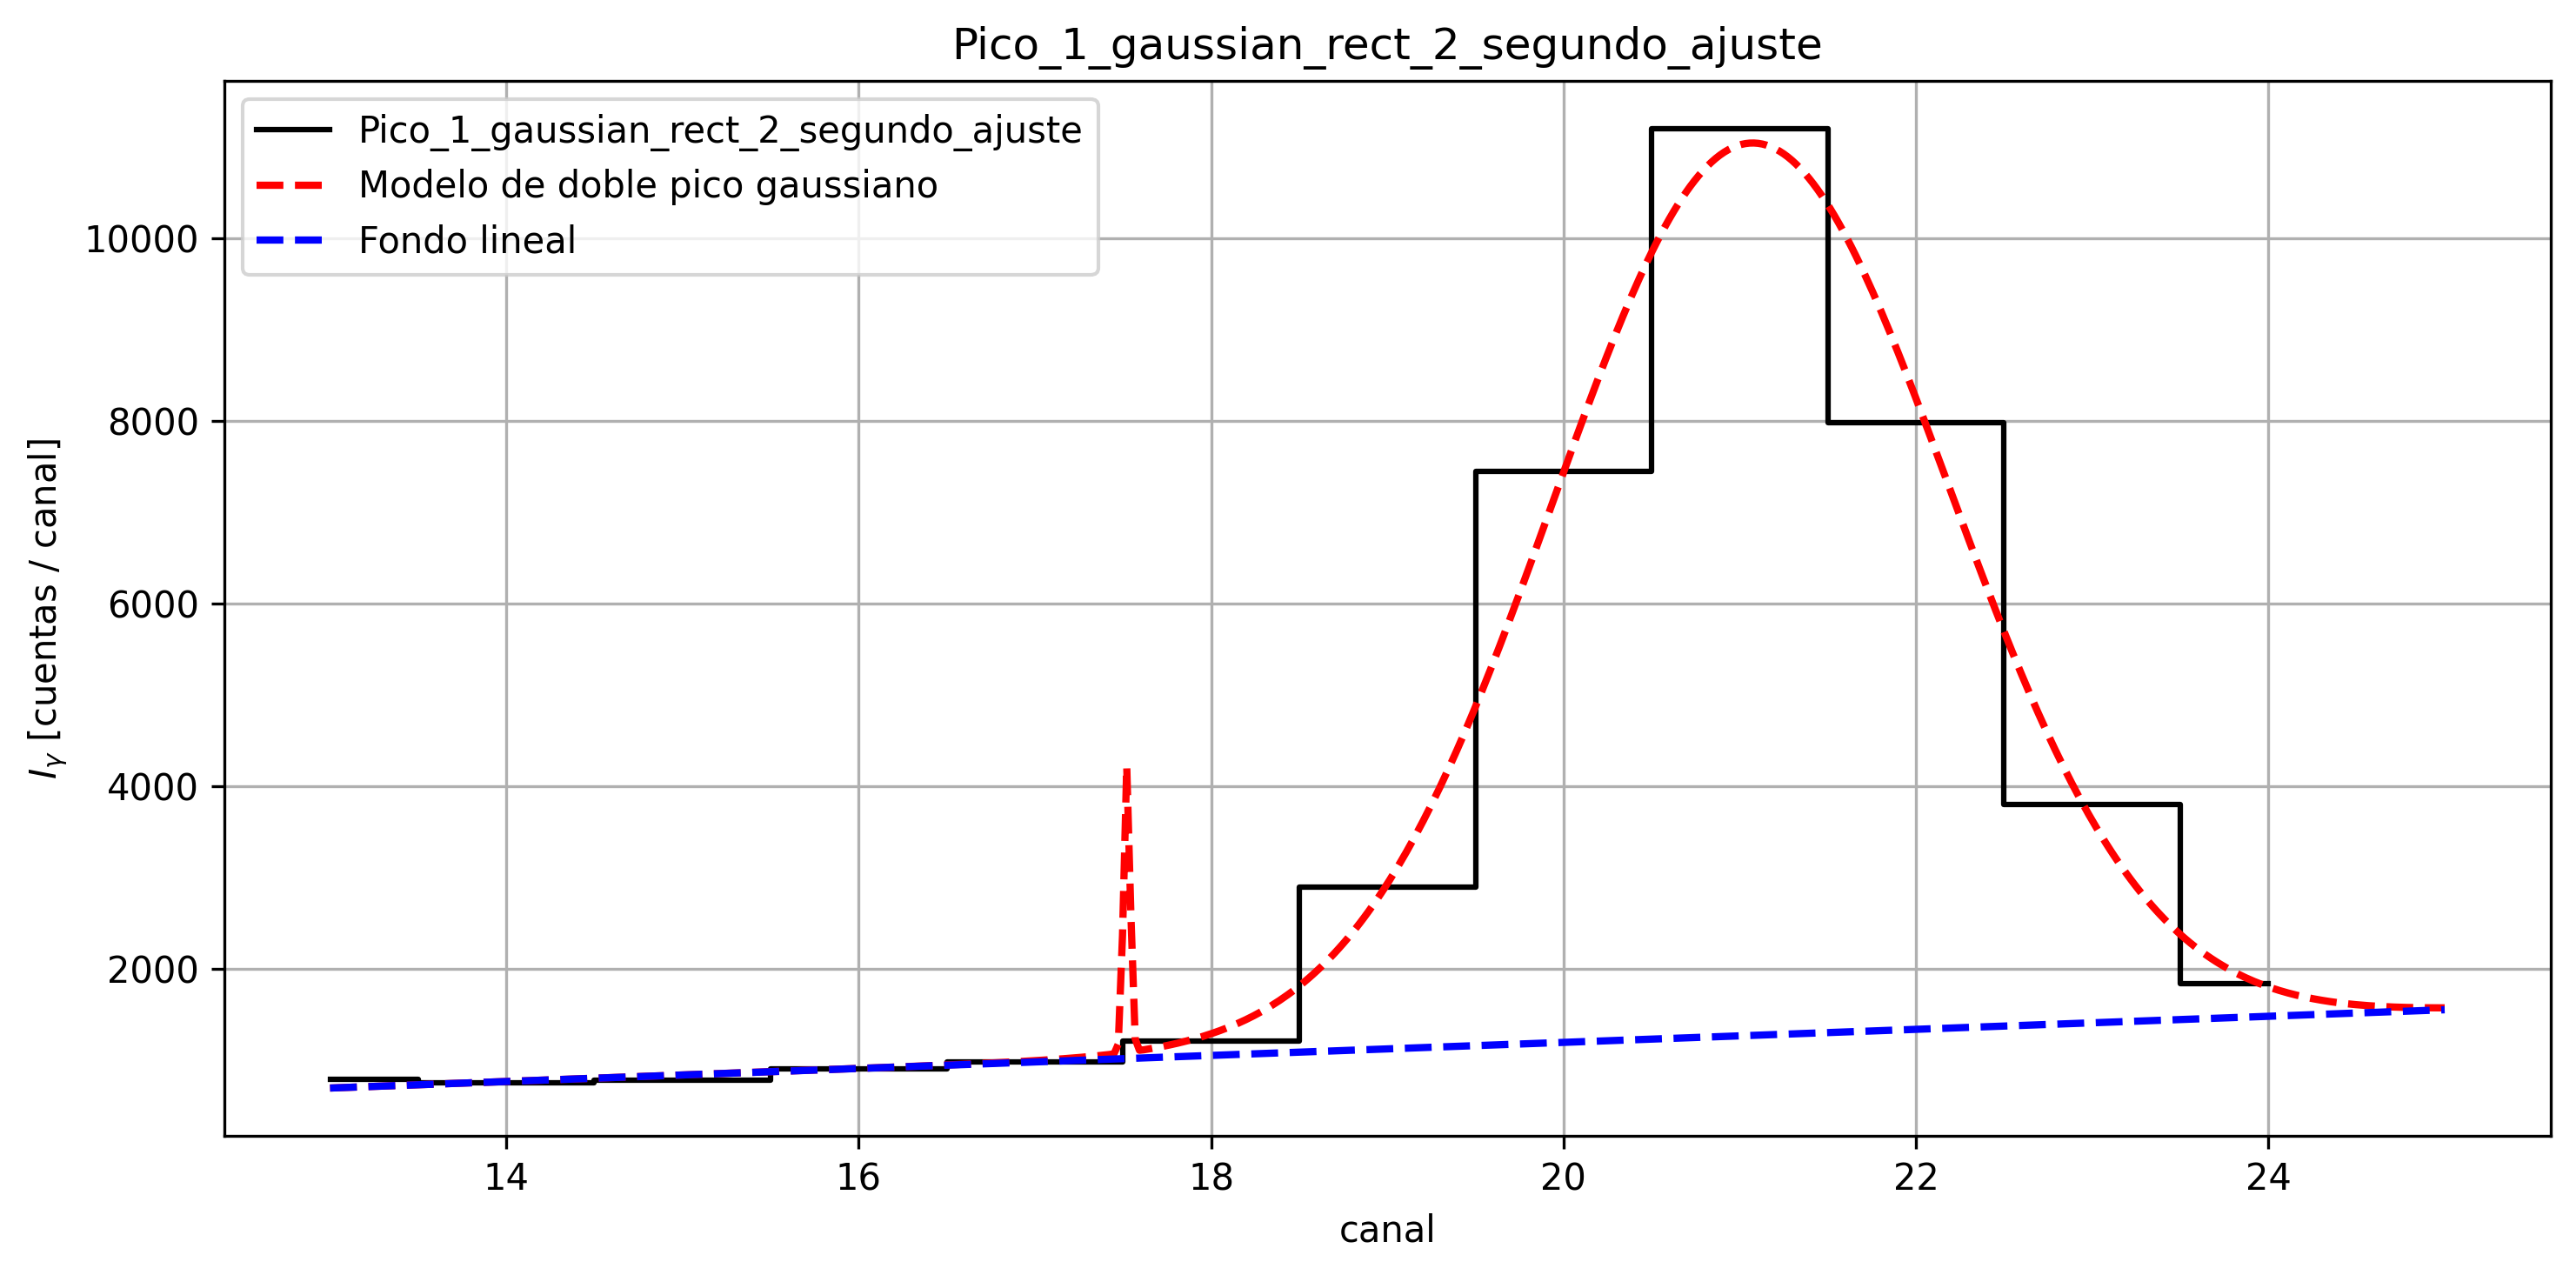 Pico_1_gaussian_rect_2_segundo_ajuste
Pico_1_gaussian_rect_2_segundo_ajuste
Modelo de doble pico gaussiano
Fondo lineal
I_γ [cuentas / canal]
10000
8000
6000
4000
2000
14 16 18 20 22 24
canal